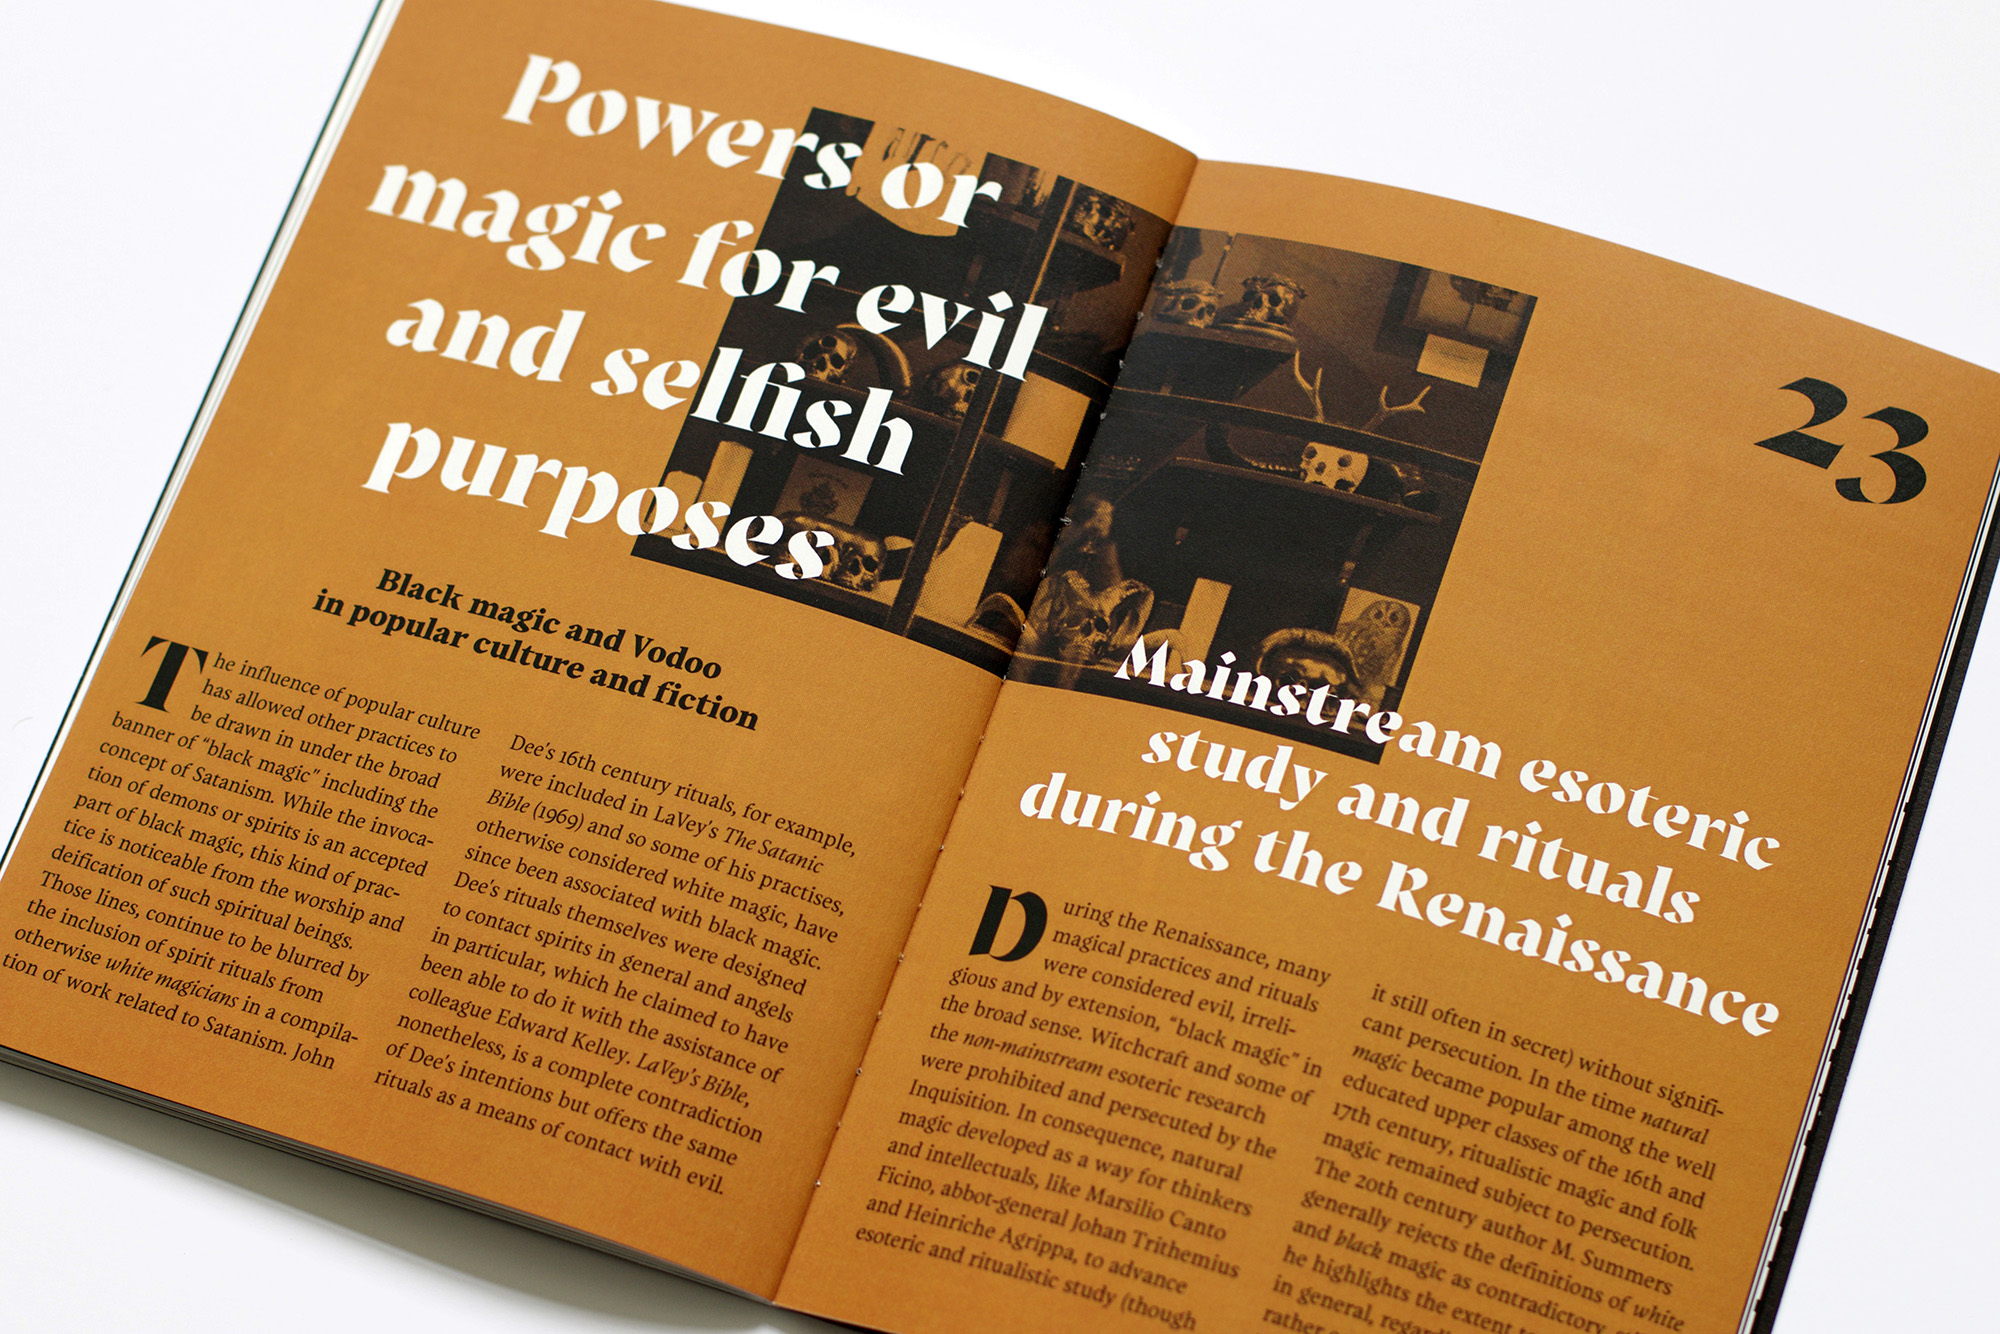 Powers or
magic for evil
and selfish
purposes
Black magic and Vodoo
in popular culture and fiction
The influence of popular culture
has allowed other practices to
be drawn in under the broad
banner of “black magic” including the
concept of Satanism. While the invoca-
tion of demons or spirits is an accepted
part of black magic, this kind of prac-
tice is noticeable from the worship and
deification of such spiritual beings.
Those lines, continue to be blurred by
the inclusion of spirit rituals from
otherwise white magicians in a compila-
tion of work related to Satanism. John
Dee's 16th century rituals, for example,
were included in LaVey's The Satanic
Bible (1969) and so some of his practises,
otherwise considered white magic, have
since been associated with black magic.
Dee's rituals themselves were designed
to contact spirits in general and angels
in particular, which he claimed to have
been able to do it with the assistance of
colleague Edward Kelley. LaVey's Bible,
nonetheless, is a complete contradiction
of Dee's intentions but offers the same
rituals as a means of contact with evil.
23
Mainstream esoteric
study and rituals
during the Renaissance
During the Renaissance, many
magical practices and rituals
were considered evil, irreli-
gious and by extension, “black magic” in
the broad sense. Witchcraft and some of
the non-mainstream esoteric research
were prohibited and persecuted by the
Inquisition. In consequence, natural
magic developed as a way for thinkers
and intellectuals, like Marsilio Canto
Ficino, abbot-general Johan Trithemius
and Heinriche Agrippa, to advance
esoteric and ritualistic study (though
it still often in secret) without signifi-
cant persecution. In the time natural
magic became popular among the well
educated upper classes of the 16th and
17th century, ritualistic magic and folk
magic remained subject to persecution.
The 20th century author M. Summers
generally rejects the definitions of white
and black magic as contradictory,
he highlights the extent
in general,
rather